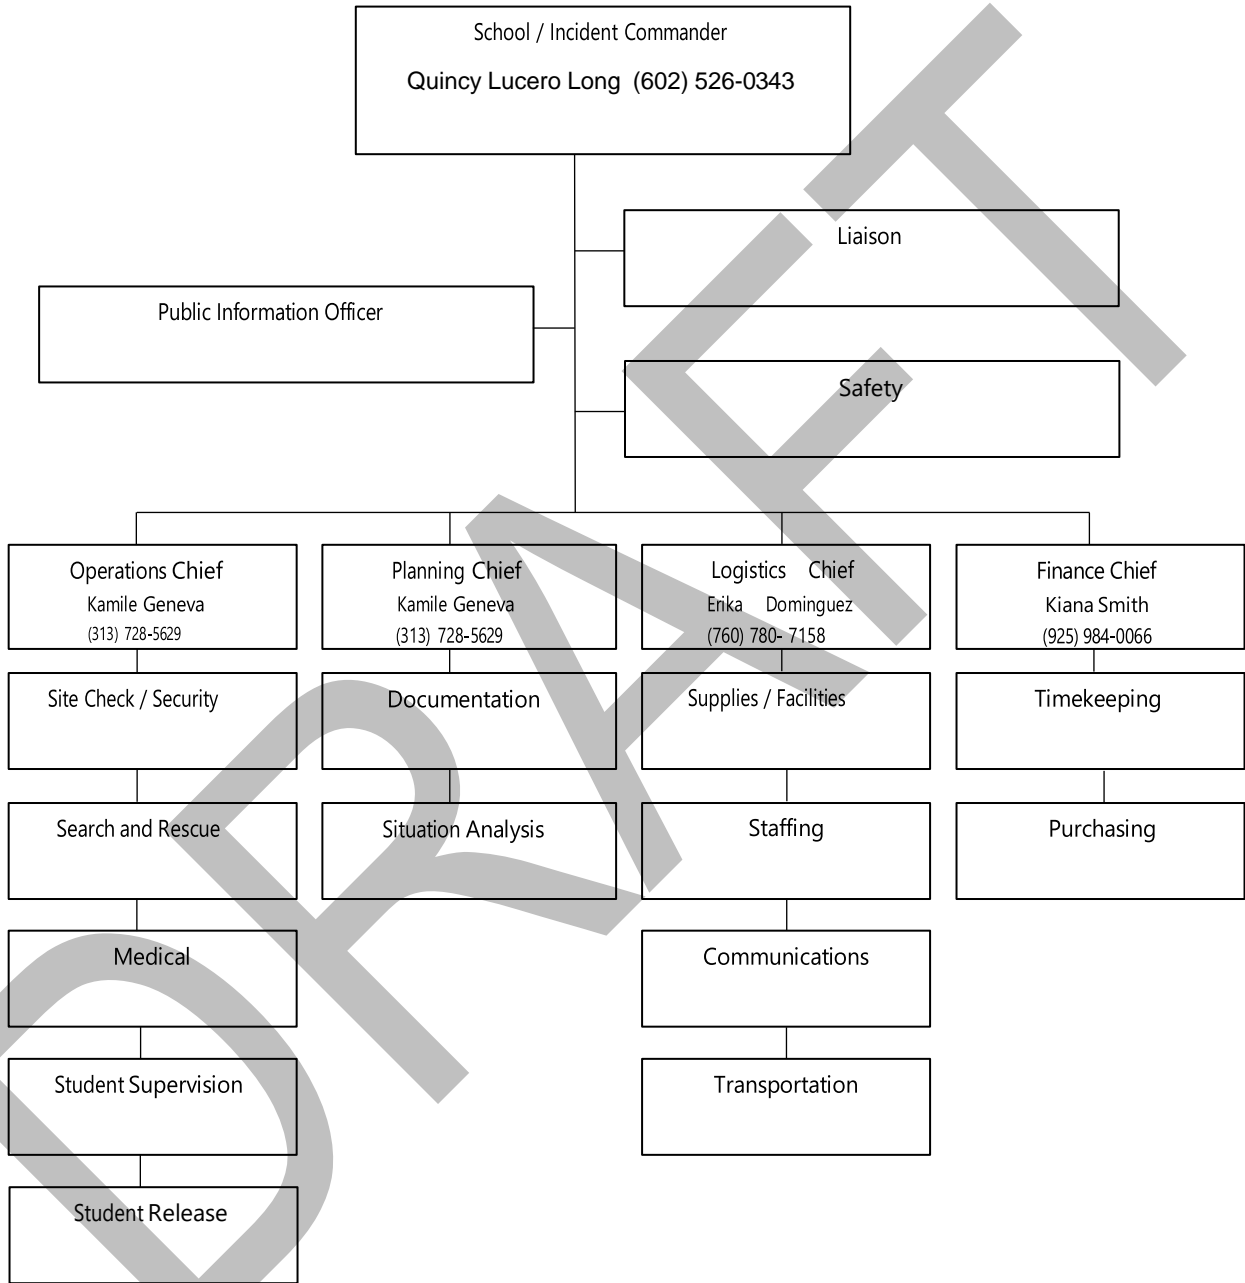 School / Incident Commander
Quincy Lucero Long (602) 526-0343
Liaison
Public Information Officer
Safety
Operations Chief
Kamile Geneva
(313) 728-5629
Planning Chief
Kamile Geneva
(313) 728-5629
Logistics Chief
Erika Dominguez
(760) 780- 7158
Finance Chief
Kiana Smith
(925) 984-0066
Site Check / Security
Documentation
Supplies / Facilities
Timekeeping
Search and Rescue
Situation Analysis
Staffing
Purchasing
Medical
Communications
Student Supervision
Transportation
Student Release
DRAFT